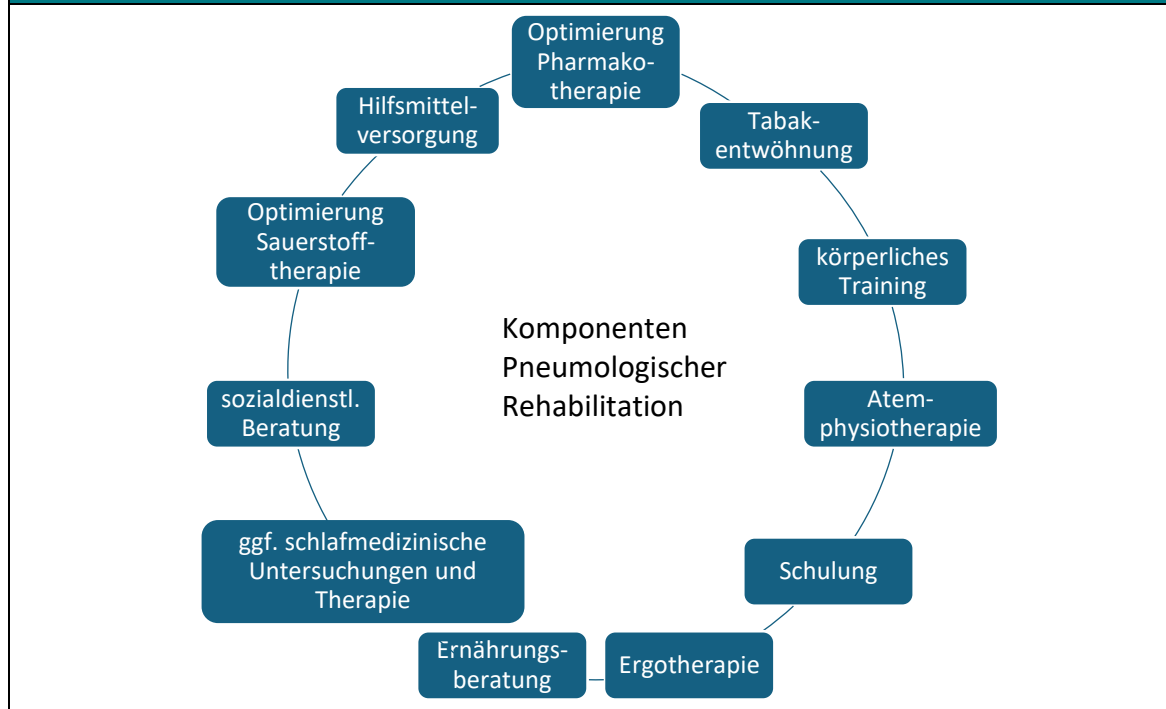 Optimierung
Pharmako-
therapie
Tabak-
entwöhnung
körperliches
Training
Atem-
physiotherapie
Schulung
Ergotherapie
Ernährungs-
beratung
ggf. schlafmedizinische
Untersuchungen und
Therapie
sozialdienstl.
Beratung
Optimierung
Sauerstoff-
therapie
Hilfsmittel-
versorgung
Komponenten
Pneumologischer
Rehabilitation